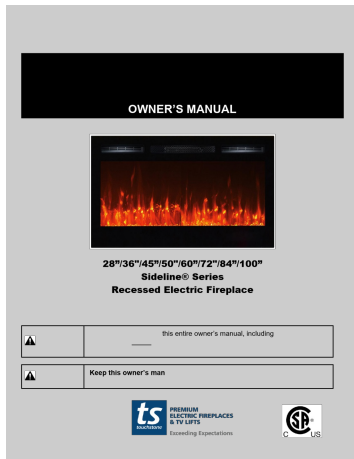 OWNER'S MANUAL
28”/36"/45”/50"/60”/72"/84”/100”
Sideline® Series
Recessed Electric Fireplace
this entire owner's manual, including
Keep this owner's man
ts
touchstone
PREMIUM
ELECTRIC FIREPLACES
& TV LIFTS
Exceeding Expectations
SA
C US